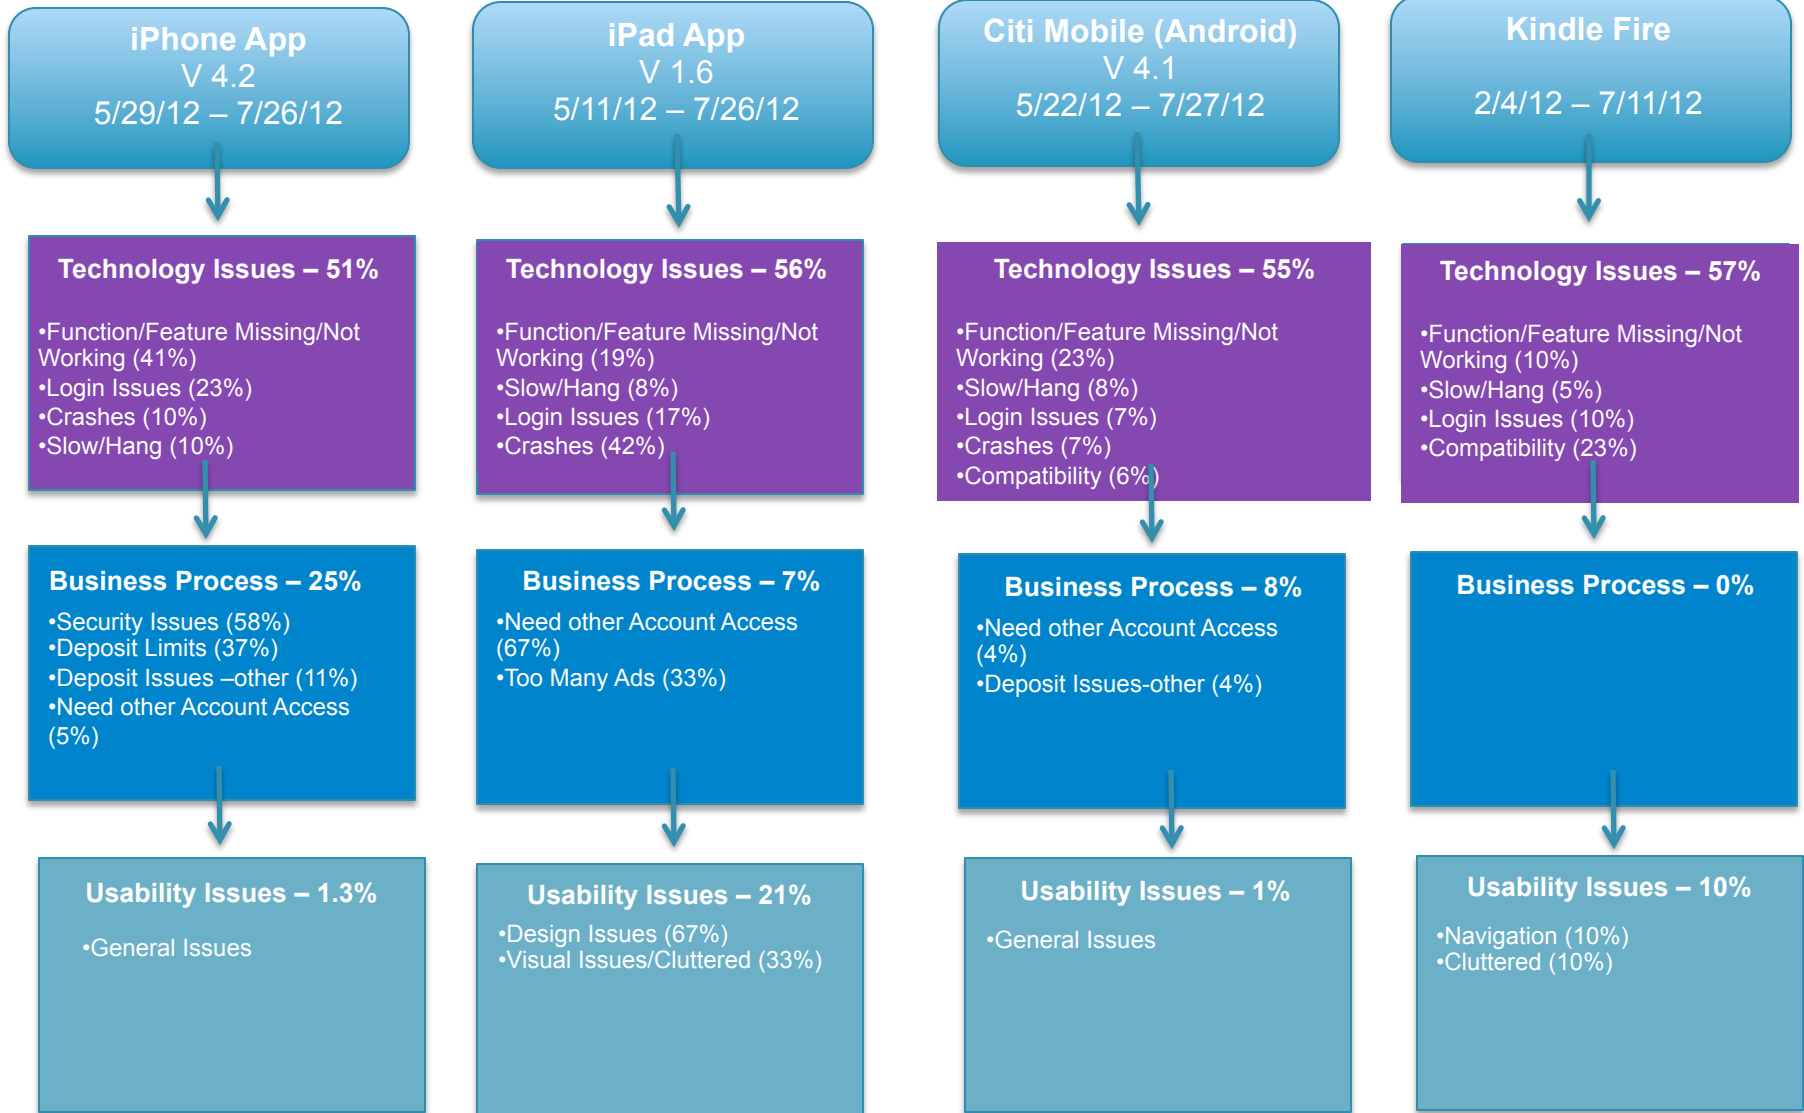 iPhone App
V 4.2
5/29/12 – 7/26/12
Technology Issues – 51%
•Function/Feature Missing/Not
Working (41%)
•Login Issues (23%)
•Crashes (10%)
•Slow/Hang (10%)
Business Process – 25%
•Security Issues (58%)
•Deposit Limits (37%)
•Deposit Issues –other (11%)
•Need other Account Access
(5%)
Usability Issues – 1.3%
•General Issues
iPad App
V 1.6
5/11/12 – 7/26/12
Technology Issues – 56%
•Function/Feature Missing/Not
Working (19%)
•Slow/Hang (8%)
•Login Issues (17%)
•Crashes (42%)
Business Process – 7%
•Need other Account Access
(67%)
•Too Many Ads (33%)
Usability Issues – 21%
•Design Issues (67%)
•Visual Issues/Cluttered (33%)
Citi Mobile (Android)
V 4.1
5/22/12 – 7/27/12
Technology Issues – 55%
•Function/Feature Missing/Not
Working (23%)
•Slow/Hang (8%)
•Login Issues (7%)
•Crashes (7%)
•Compatibility (6%)
Business Process – 8%
•Need other Account Access
(4%)
•Deposit Issues-other (4%)
Usability Issues – 1%
•General Issues
Kindle Fire
2/4/12 – 7/11/12
Technology Issues – 57%
•Function/Feature Missing/Not
Working (10%)
•Slow/Hang (5%)
•Login Issues (10%)
•Compatibility (23%)
Business Process – 0%
Usability Issues – 10%
•Navigation (10%)
•Cluttered (10%)